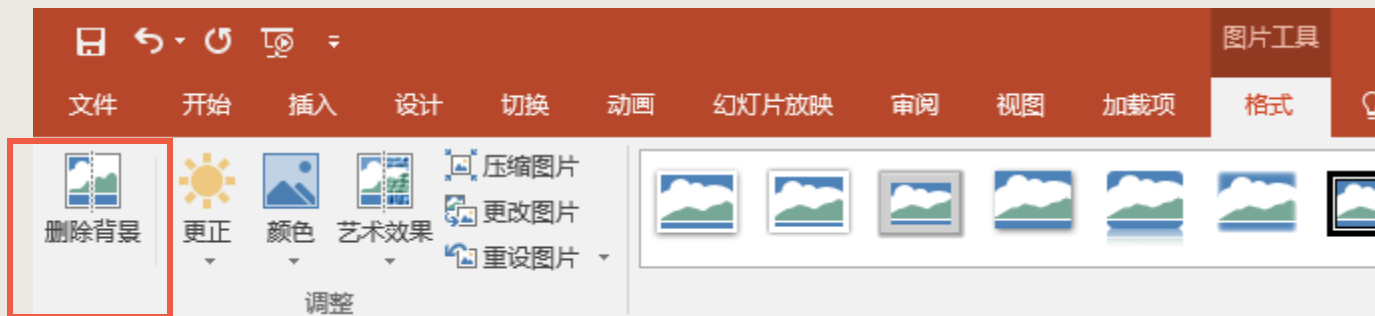 图片工具
文件 开始 插入 设计 切换 动画 幻灯片放映 审阅 视图 加载项 格式
删除背景 更正 颜色 艺术效果
压缩图片
更改图片
重设图片
调整